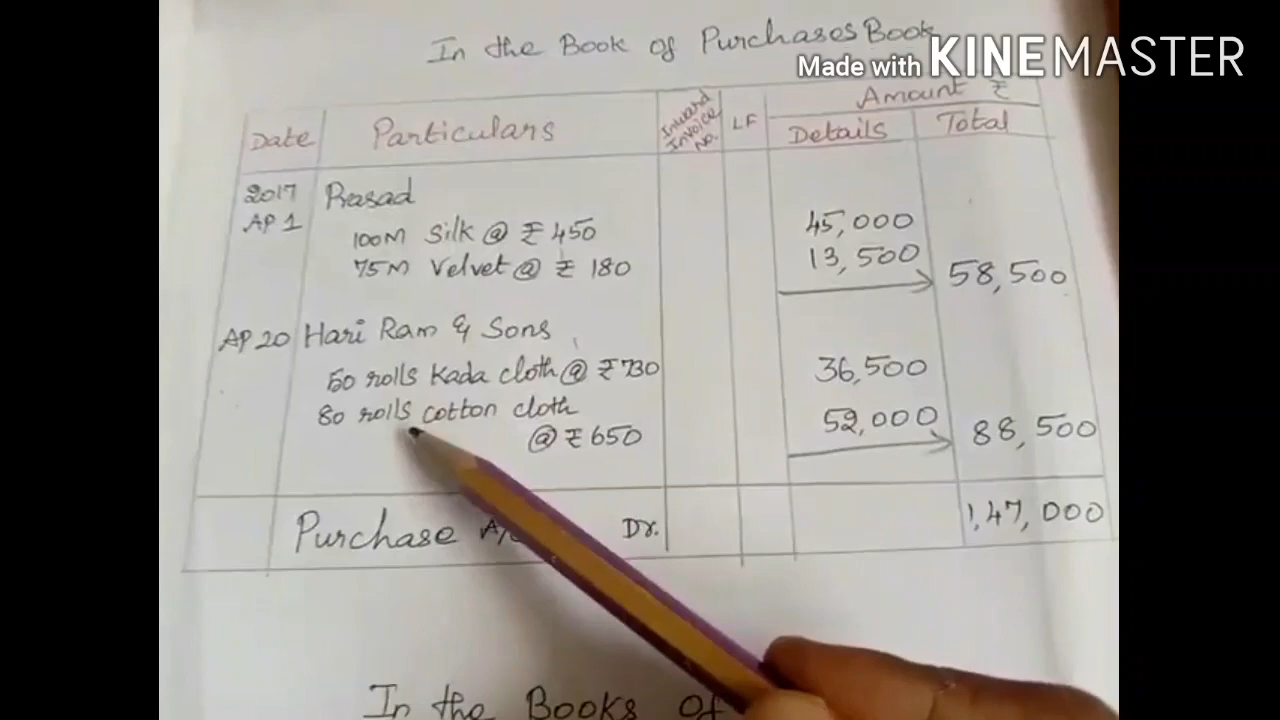 In the Book of Purchases Book
Made with KINEMASTER
Date Particulars Inward Invoice No. LF Amount ₹
Details Total
2017 Prasad
AP 1
100M Silk @ ₹ 450 45,000
75M Velvet @ ₹ 180 13,500 58,500
AP 20 Hari Ram & Sons
50 rolls Kada cloth @ ₹ 730 36,500
80 rolls cotton cloth
@ ₹ 650 52,000 88,500
Purchase Dr. 1,47,000
In the Books of